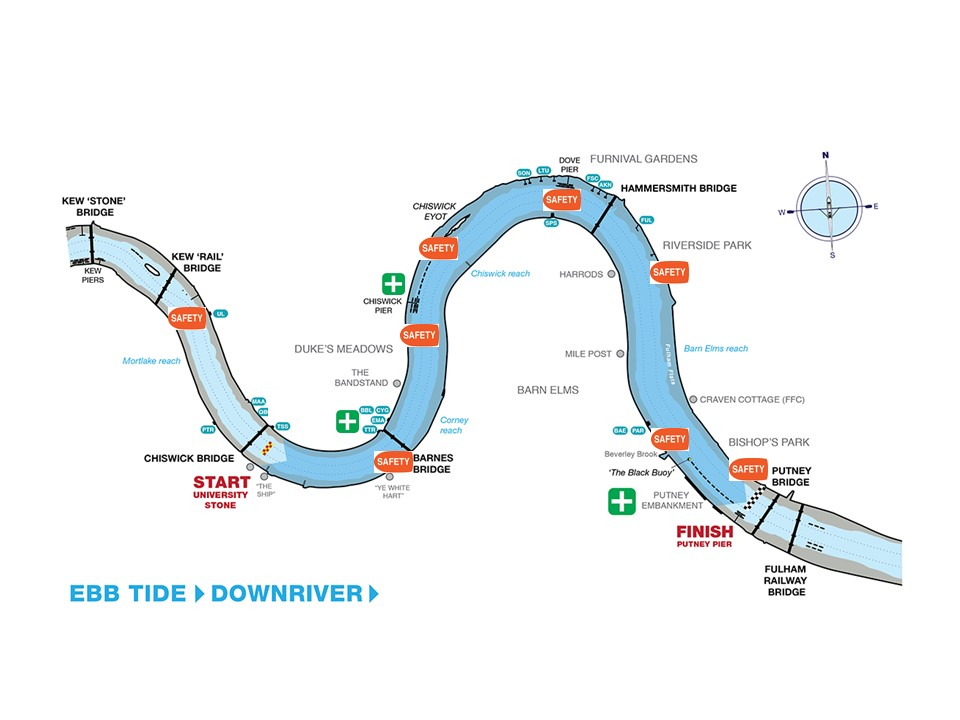 KEW ‘STONE’
BRIDGE
KEW
PIERS
KEW ‘RAIL’
BRIDGE
SAFETY
UL
Mortlake reach
MAA
QB
TSS
PTR
CHISWICK BRIDGE
START
UNIVERSITY
STONE
“THE
SHIP”
DUKE’S MEADOWS
THE
BANDSTAND
BBL
CYG
EMA
TTR
SAFETY
BARNES
BRIDGE
“YE WHITE
HART”
Corney
reach
SAFETY
CHISWICK
PIER
SAFETY
CHISWICK
EYOT
Chiswick reach
SON
LTU
DOVE
PIER
FURNIVAL GARDENS
FSC
AKN
SAFETY
SPS
HAMMERSMITH BRIDGE
FUL
RIVERSIDE PARK
HARRODS
SAFETY
MILE POST
Fulham Flats
Barn Elms reach
BARN ELMS
CRAVEN COTTAGE (FFC)
BAE
PAR
SAFETY
BISHOP’S PARK
Beverley Brook
‘The Black Buoy’
SAFETY
PUTNEY
BRIDGE
PUTNEY
EMBANKMENT
FINISH
PUTNEY PIER
FULHAM
RAILWAY
BRIDGE
N
W
E
S
EBB TIDE DOWNRIVER